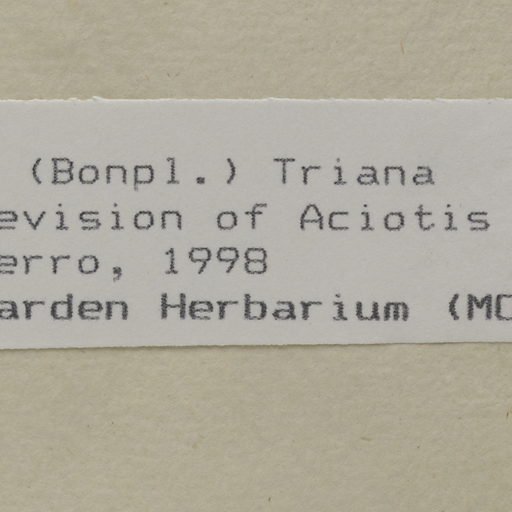 (Bonpl.) Triana
evision of Aciotis
erro, 1998
arden Herbarium (MO